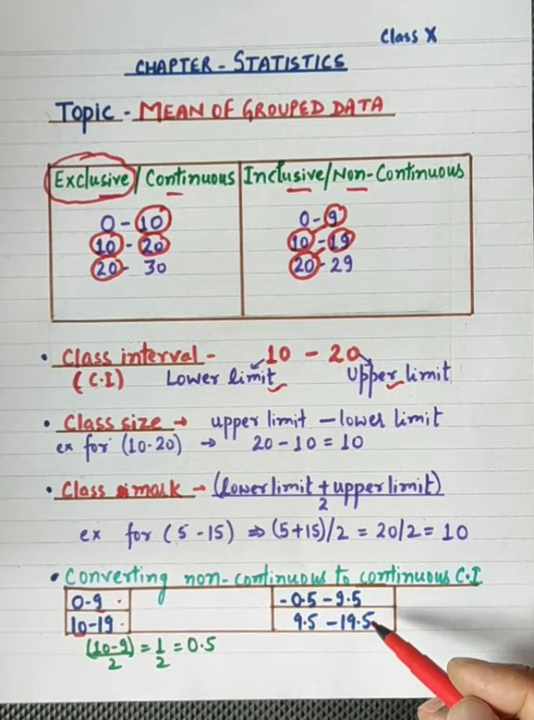 Class X
CHAPTER - STATISTICS
Topic - MEAN OF GROUPED DATA
Exclusive/Continuous Inclusive/Non-Continuous
0 - 10 0 - 9
10 - 20 10 - 19
20 - 30 20 - 29
• Class interval - 10 - 20
(C.I) Lower limit Upper limit
• Class size → upper limit - lower limit
ex for (10-20) → 20 - 10 = 10
• Class mark → (lower limit + upper limit)
2
ex for (5 - 15) ⇒ (5+15)/2 = 20/2 = 10
• Converting non-continuous to continuous C.I
0-9 - 0.5 - 9.5
10-19 9.5 - 19.5
(10-9)/2 = 1/2 = 0.5